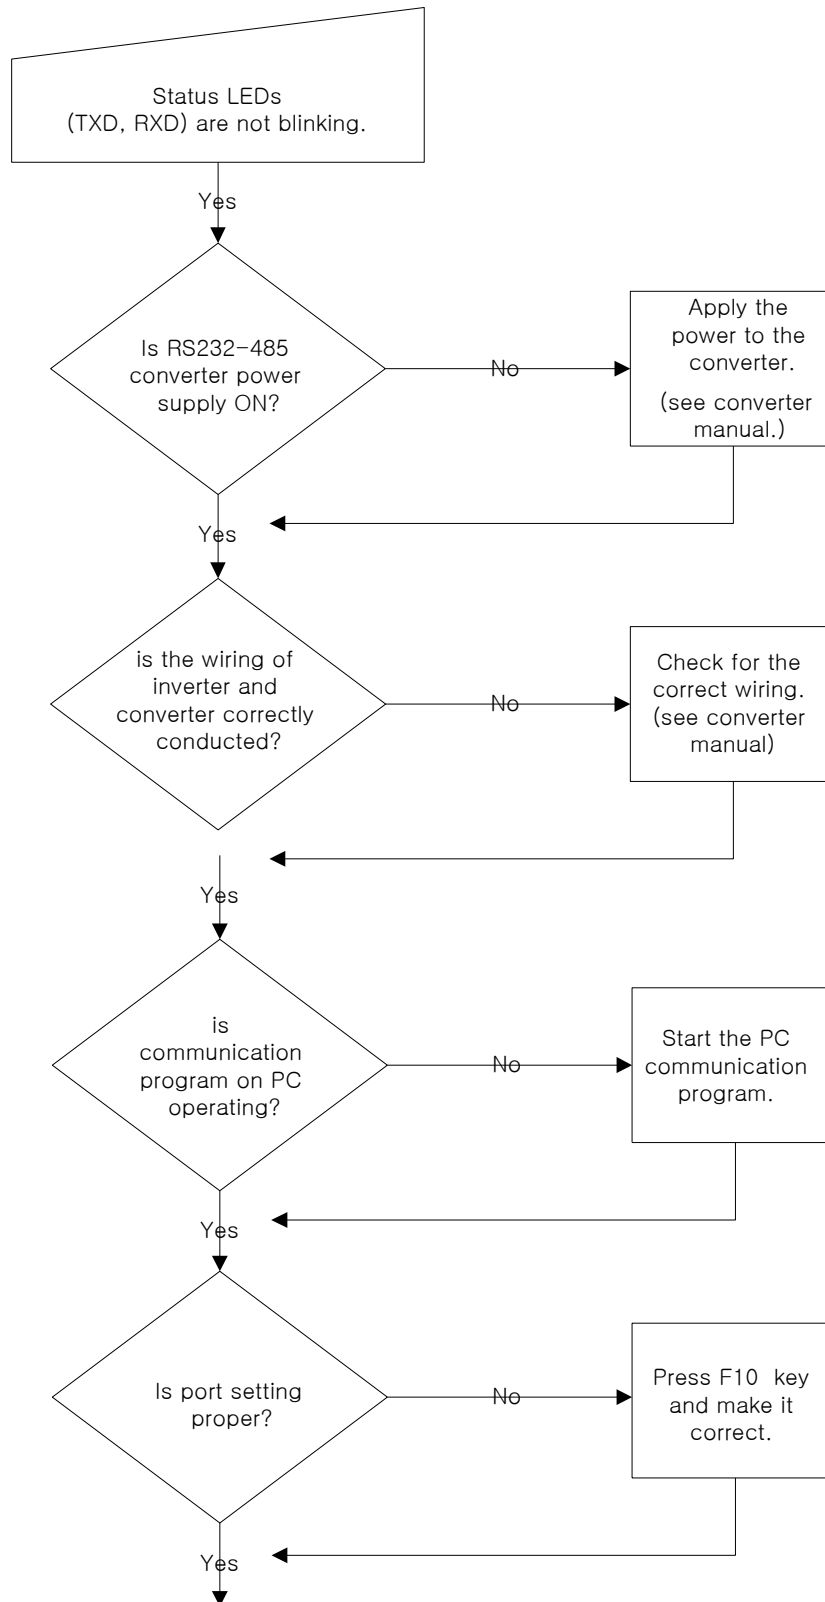 Status LEDs
(TXD, RXD) are not blinking.
Yes
Is RS232-485
converter power
supply ON?
No
Apply the
power to the
converter.
(see converter
manual.)
Yes
is the wiring of
inverter and
converter correctly
conducted?
No
Check for the
correct wiring.
(see converter
manual)
Yes
is
communication
program on PC
operating?
No
Start the PC
communication
program.
Yes
Is port setting
proper?
No
Press F10 key
and make it
correct.
Yes